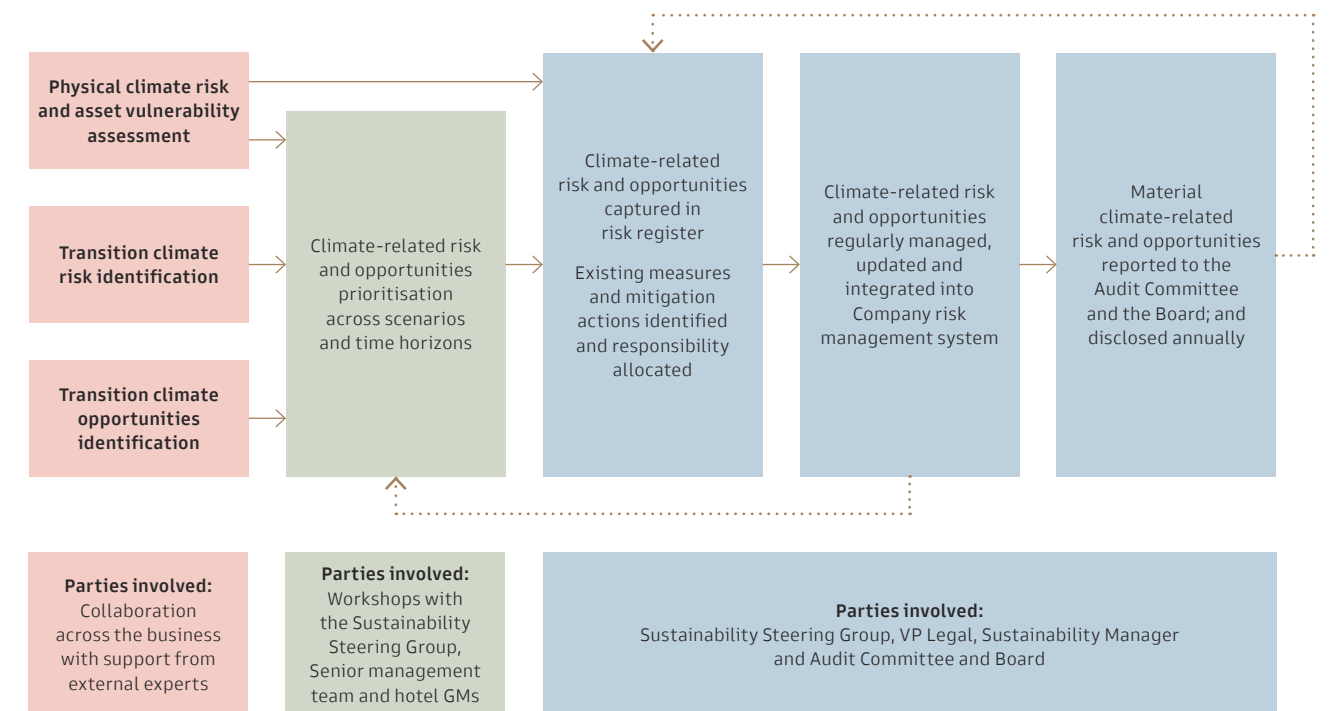 Physical climate risk
and asset vulnerability
assessment
Transition climate
risk identification
Transition climate
opportunities
identification
Climate-related risk
and opportunities
prioritisation
across scenarios
and time horizons
Climate-related
risk and opportunities
captured in
risk register
Existing measures
and mitigation
actions identified
and responsibility
allocated
Climate-related risk
and opportunities
regularly managed,
updated and
integrated into
Company risk
management system
Material
climate-related
risk and opportunities
reported to the
Audit Committee
and the Board; and
disclosed annually
Parties involved:
Collaboration
across the business
with support from
external experts
Parties involved:
Workshops with
the Sustainability
Steering Group,
Senior management
team and hotel GMs
Parties involved:
Sustainability Steering Group, VP Legal, Sustainability Manager
and Audit Committee and Board